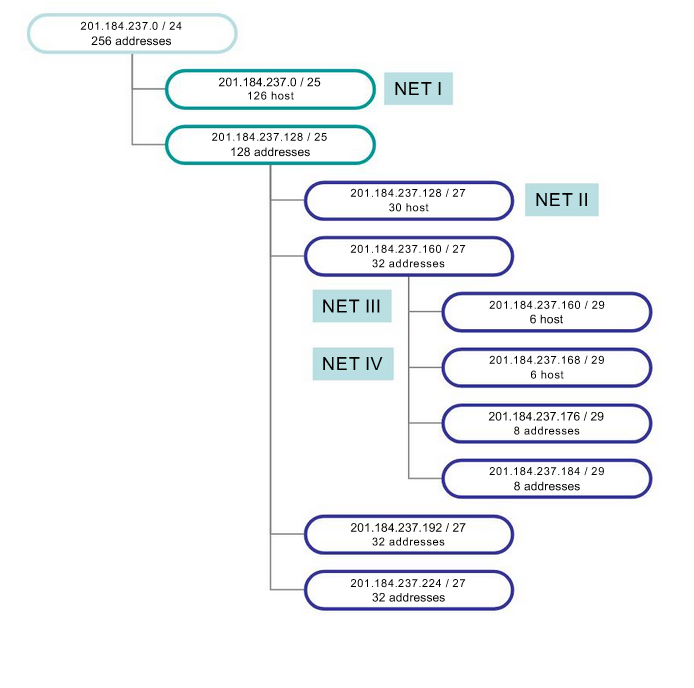 201.184.237.0 / 24
256 addresses
201.184.237.0 / 25
126 host
NET I
201.184.237.128 / 25
128 addresses
201.184.237.128 / 27
30 host
NET II
201.184.237.160 / 27
32 addresses
NET III
201.184.237.160 / 29
6 host
NET IV
201.184.237.168 / 29
6 host
201.184.237.176 / 29
8 addresses
201.184.237.184 / 29
8 addresses
201.184.237.192 / 27
32 addresses
201.184.237.224 / 27
32 addresses